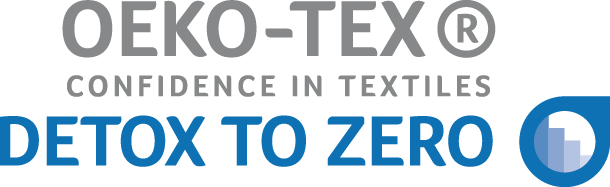 OEKO-TEX®
CONFIDENCE IN TEXTILES
DETOX TO ZERO